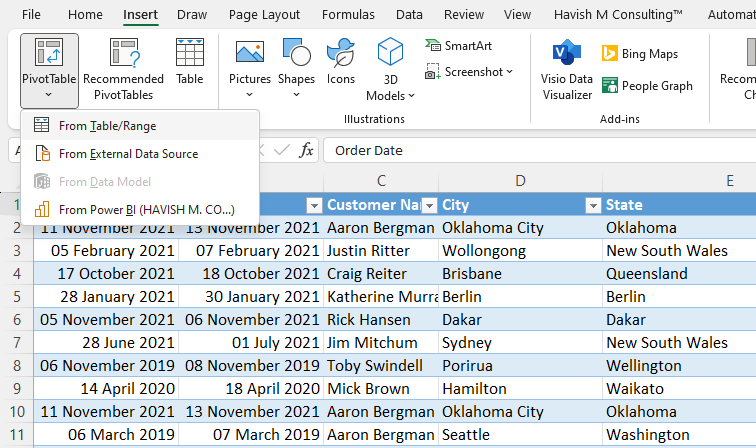 File Home Insert Draw Page Layout Formulas Data Review View Havish M Consulting™ Automat
PivotTable Recommended PivotTables Table Pictures Shapes Icons 3D Models SmartArt Screenshot Visio Data Visualizer Bing Maps People Graph Recom Ch
Illustrations Add-ins
From Table/Range
From External Data Source
From Data Model
From Power BI (HAVISH M. CO...)
fx Order Date
C D E
1 Customer Na City State
2 11 November 2021 13 November 2021 Aaron Bergman Oklahoma City Oklahoma
3 05 February 2021 07 February 2021 Justin Ritter Wollongong New South Wales
4 17 October 2021 18 October 2021 Craig Reiter Brisbane Queensland
5 28 January 2021 30 January 2021 Katherine Murra Berlin Berlin
6 05 November 2021 06 November 2021 Rick Hansen Dakar Dakar
7 28 June 2021 01 July 2021 Jim Mitchum Sydney New South Wales
8 06 November 2019 08 November 2019 Toby Swindell Porirua Wellington
9 14 April 2020 18 April 2020 Mick Brown Hamilton Waikato
10 11 November 2021 13 November 2021 Aaron Bergman Oklahoma City Oklahoma
11 06 March 2019 07 March 2019 Aaron Bergman Seattle Washington